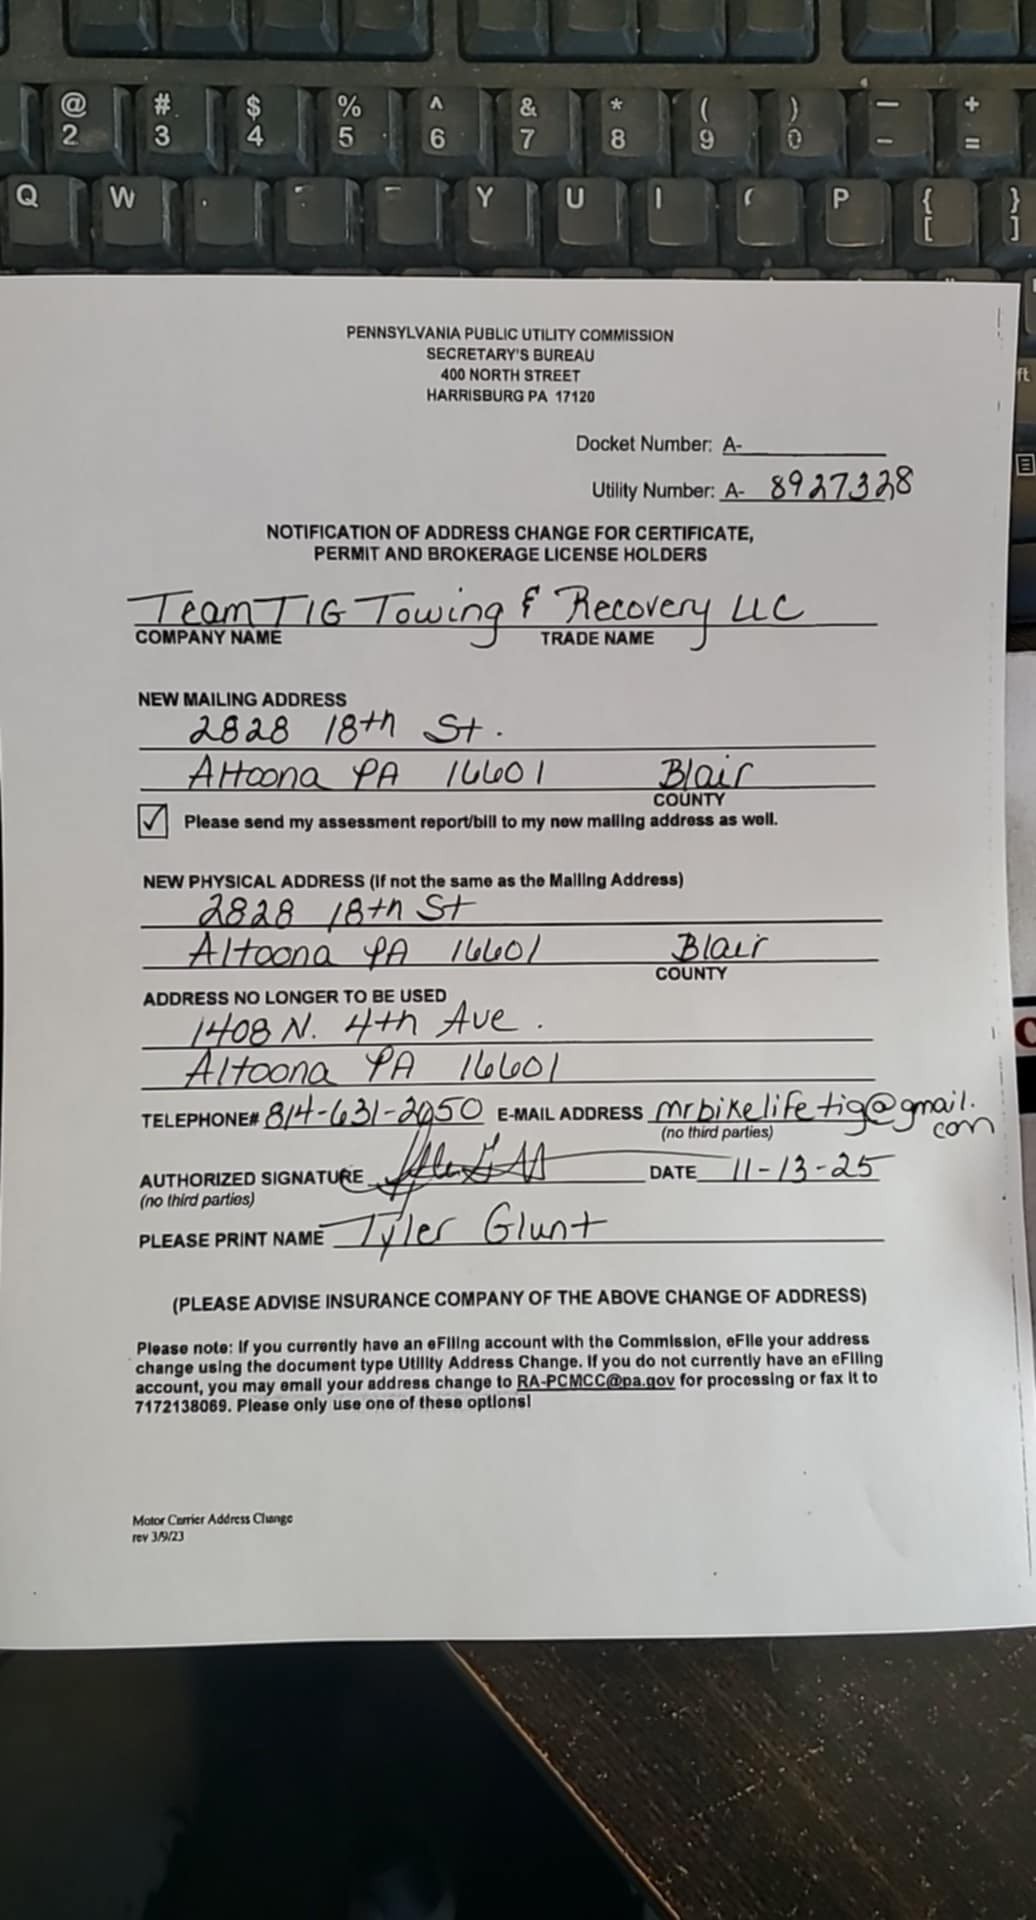 @ # $ % ^ & * ( ) — +
2 3 4 5 6 7 8 9 0 - =
Q W Y U I P { }
[ ]
PENNSYLVANIA PUBLIC UTILITY COMMISSION
SECRETARY'S BUREAU
400 NORTH STREET
HARRISBURG PA 17120
Docket Number: A-
Utility Number: A- 8927328
NOTIFICATION OF ADDRESS CHANGE FOR CERTIFICATE,
PERMIT AND BROKERAGE LICENSE HOLDERS
Team TIG Towing & Recovery LLC
COMPANY NAME TRADE NAME
NEW MAILING ADDRESS
2828 18th St.
Altoona PA 16601 Blair
COUNTY
Please send my assessment report/bill to my new mailing address as well.
NEW PHYSICAL ADDRESS (if not the same as the Mailing Address)
2828 18th St
Altoona PA 16601 Blair
COUNTY
ADDRESS NO LONGER TO BE USED
1408 N. 4th Ave.
Altoona PA 16601
TELEPHONE# 814-631-2050 E-MAIL ADDRESS mrbikelifetig@gmail.
com
(no third parties)
AUTHORIZED SIGNATURE DATE 11-13-25
(no third parties)
PLEASE PRINT NAME Tyler Glunt
(PLEASE ADVISE INSURANCE COMPANY OF THE ABOVE CHANGE OF ADDRESS)
Please note: If you currently have an eFiling account with the Commission, eFile your address
change using the document type Utility Address Change. If you do not currently have an eFiling
account, you may email your address change to RA-PCMCC@pa.gov for processing or fax it to
7172138069. Please only use one of these options!
Motor Carrier Address Change
rev 3/9/23